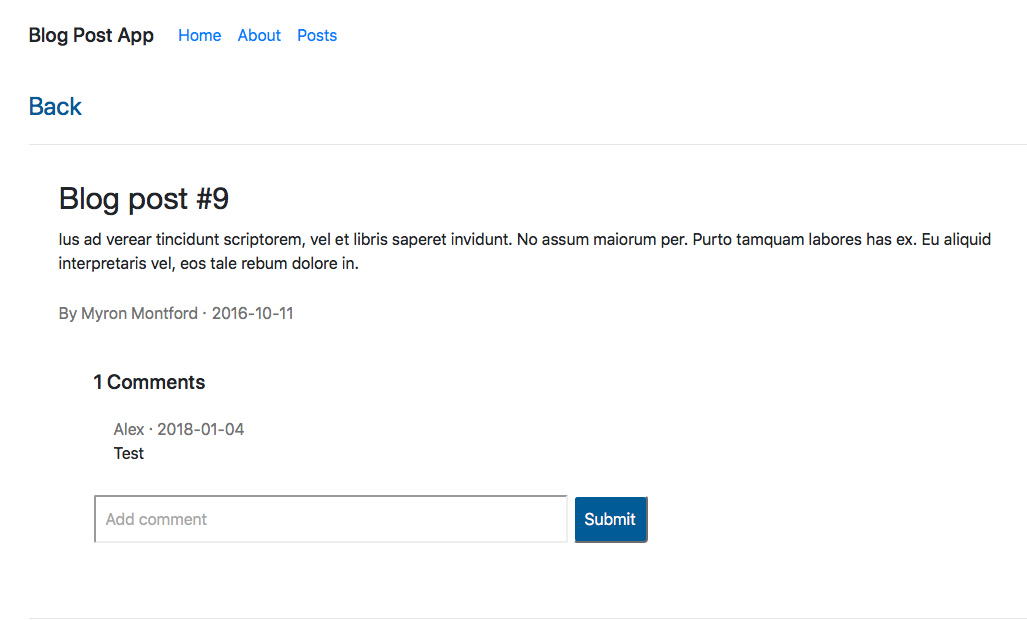 Blog Post App Home About Posts
Back
Blog post #9
Ius ad verear tincidunt scriptorem, vel et libris saperet invidunt. No assum maiorum per. Purto tamquam labores has ex. Eu aliquid
interpretaris vel, eos tale rebum dolore in.
By Myron Montford · 2016-10-11
1 Comments
Alex · 2018-01-04
Test
Add comment Submit